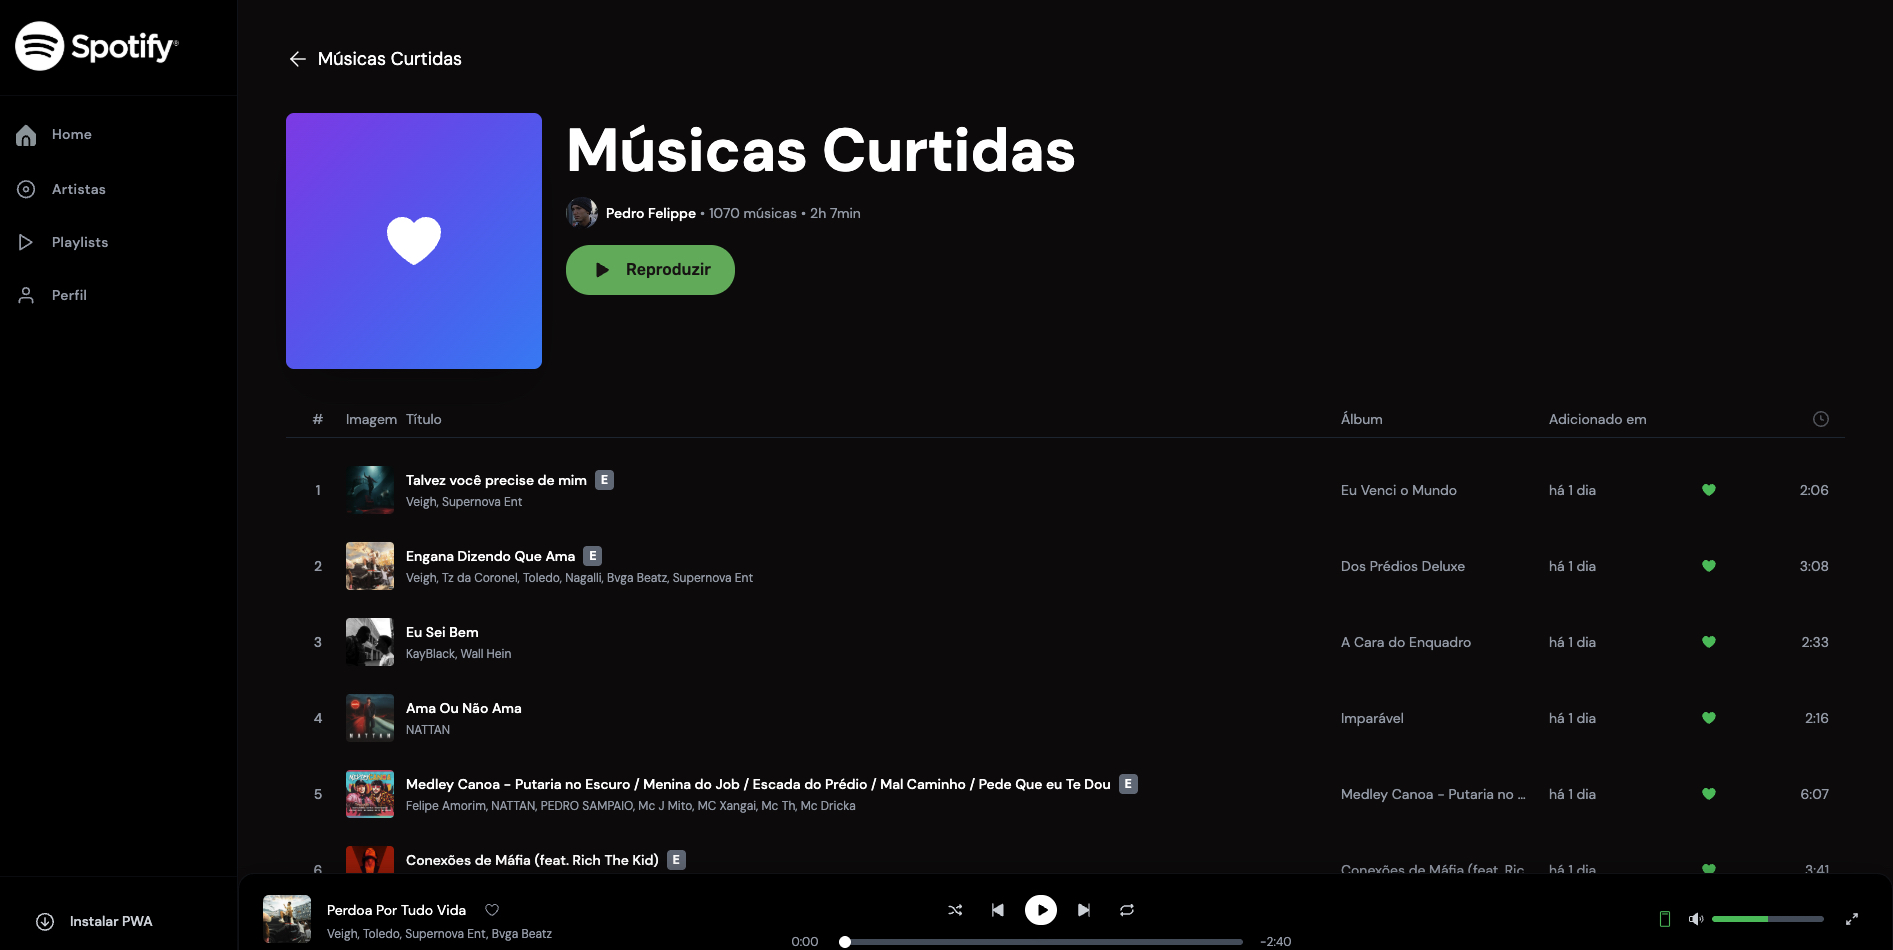 Spotify®
Home
Artistas
Playlists
Perfil
Instalar PWA
Músicas Curtidas
Músicas Curtidas
Pedro Felippe • 1070 músicas • 2h 7min
Reproduzir
# Imagem Título Álbum Adicionado em
1 Talvez você precise de mim E Eu Venci o Mundo há 1 dia 2:06
Veigh, Supernova Ent
2 Engana Dizendo Que Ama E Dos Prédios Deluxe há 1 dia 3:08
Veigh, Tz da Coronel, Toledo, Nagalli, Bvga Beatz, Supernova Ent
3 Eu Sei Bem A Cara do Enquadro há 1 dia 2:33
KayBlack, Wall Hein
4 Ama Ou Não Ama Imparável há 1 dia 2:16
NATTAN
NATTAN
5 Medley Canoa - Putaria no Escuro / Menina do Job / Escada do Prédio / Mal Caminho / Pede Que eu Te Dou E Medley Canoa - Putaria no ... há 1 dia 6:07
Felipe Amorim, NATTAN, PEDRO SAMPAIO, Mc J Mito, MC Xangai, Mc Th, Mc Dricka
6 Conexões de Máfia (feat. Rich The Kid) E Conexões de Máfia (feat. Ric... há 1 dia 3:41
Perdoa Por Tudo Vida
Veigh, Toledo, Supernova Ent, Bvga Beatz
0:00 -2:40